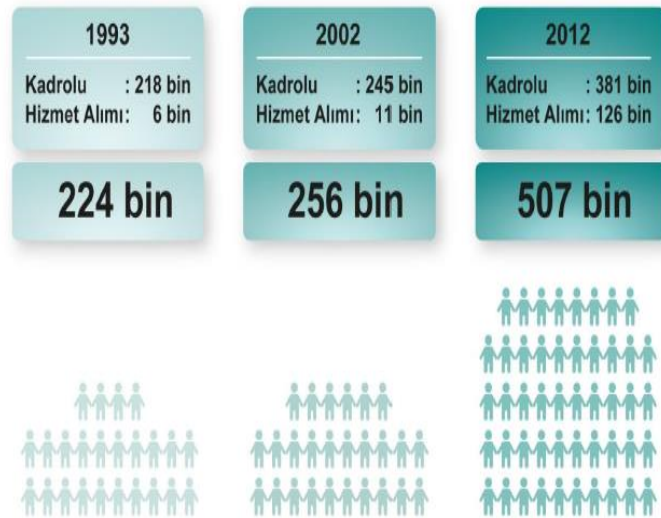 1993
Kadrolu : 218 bin
Hizmet Alımı: 6 bin
224 bin
2002
Kadrolu : 245 bin
Hizmet Alımı: 11 bin
256 bin
2012
Kadrolu : 381 bin
Hizmet Alımı: 126 bin
507 bin